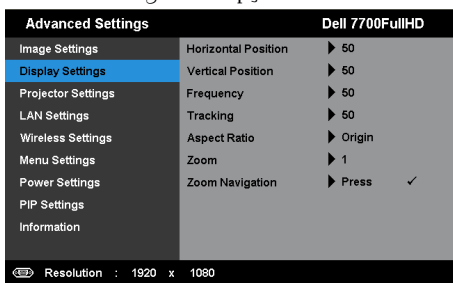 Advanced Settings Dell 7700FullHD
Image Settings Horizontal Position 50
Display Settings Vertical Position 50
Projector Settings Frequency 50
LAN Settings Tracking 50
Wireless Settings Aspect Ratio Origin
Menu Settings Zoom 1
Power Settings Zoom Navigation Press ✓
PIP Settings
Information
Resolution : 1920 x 1080